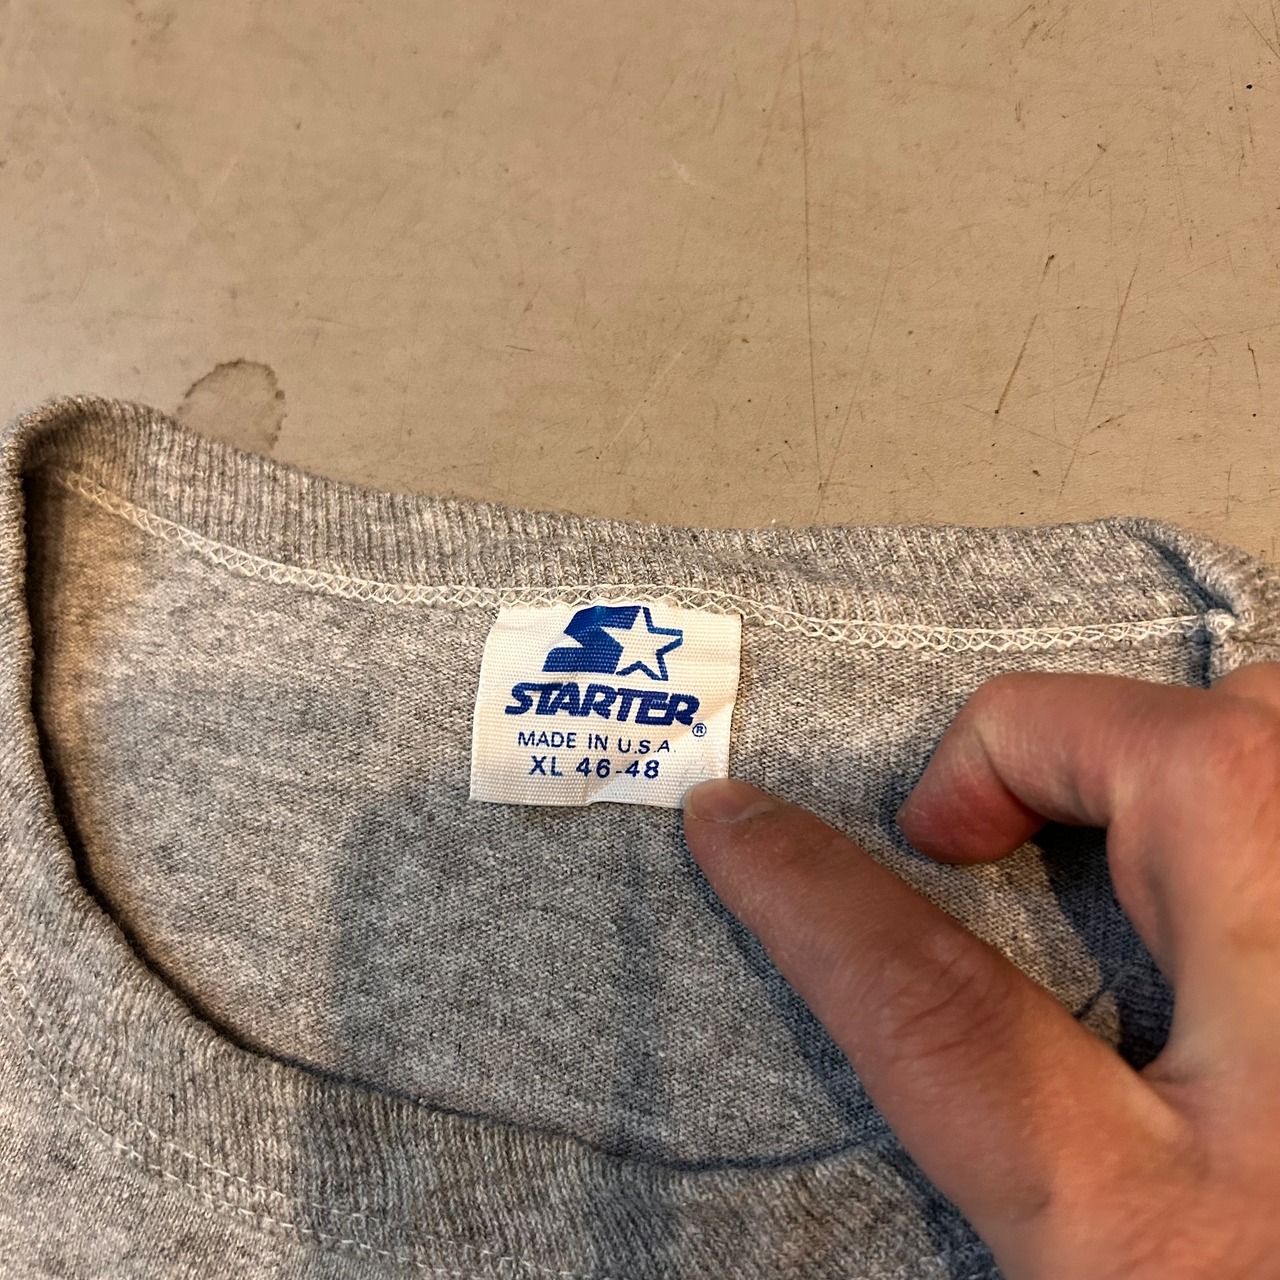 STARTER®
MADE IN U.S.A.
XL 46-48